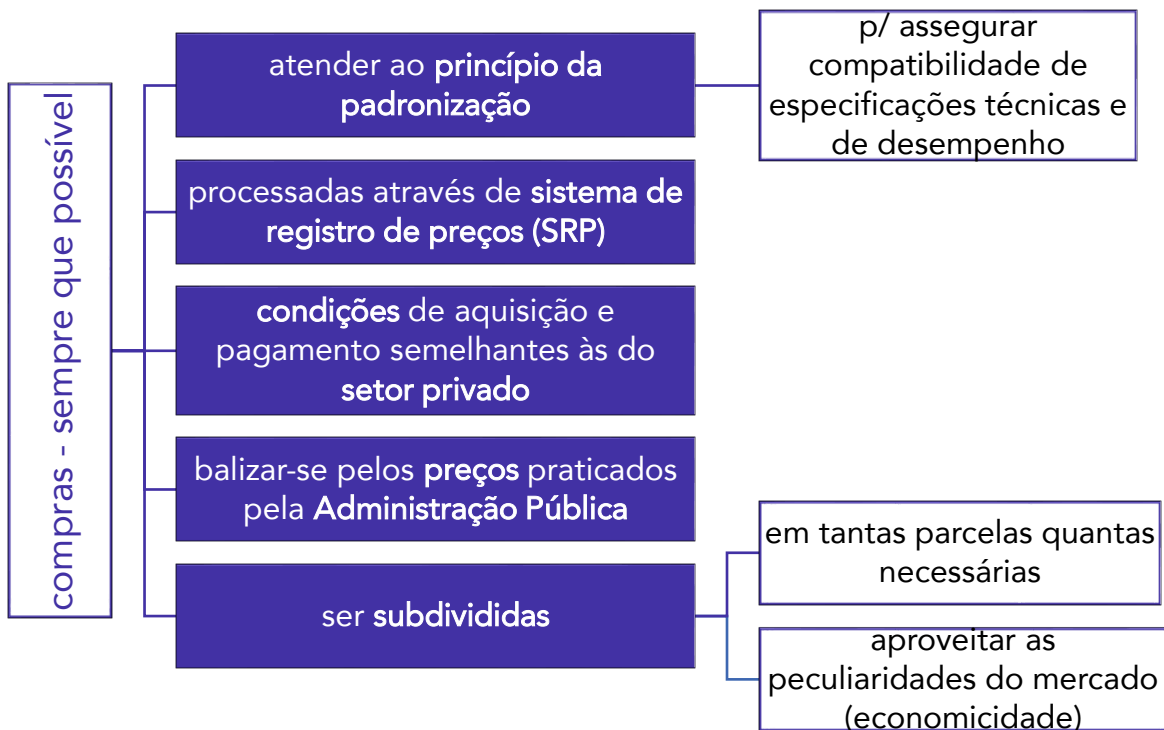 compras - sempre que possível
atender ao princípio da
padronização
p/ assegurar
compatibilidade de
especificações técnicas e
de desempenho
processadas através de sistema de
registro de preços (SRP)
condições de aquisição e
pagamento semelhantes às do
setor privado
balizar-se pelos preços praticados
pela Administração Pública
ser subdivididas
em tantas parcelas quantas
necessárias
aproveitar as
peculiaridades do mercado
(economicidade)